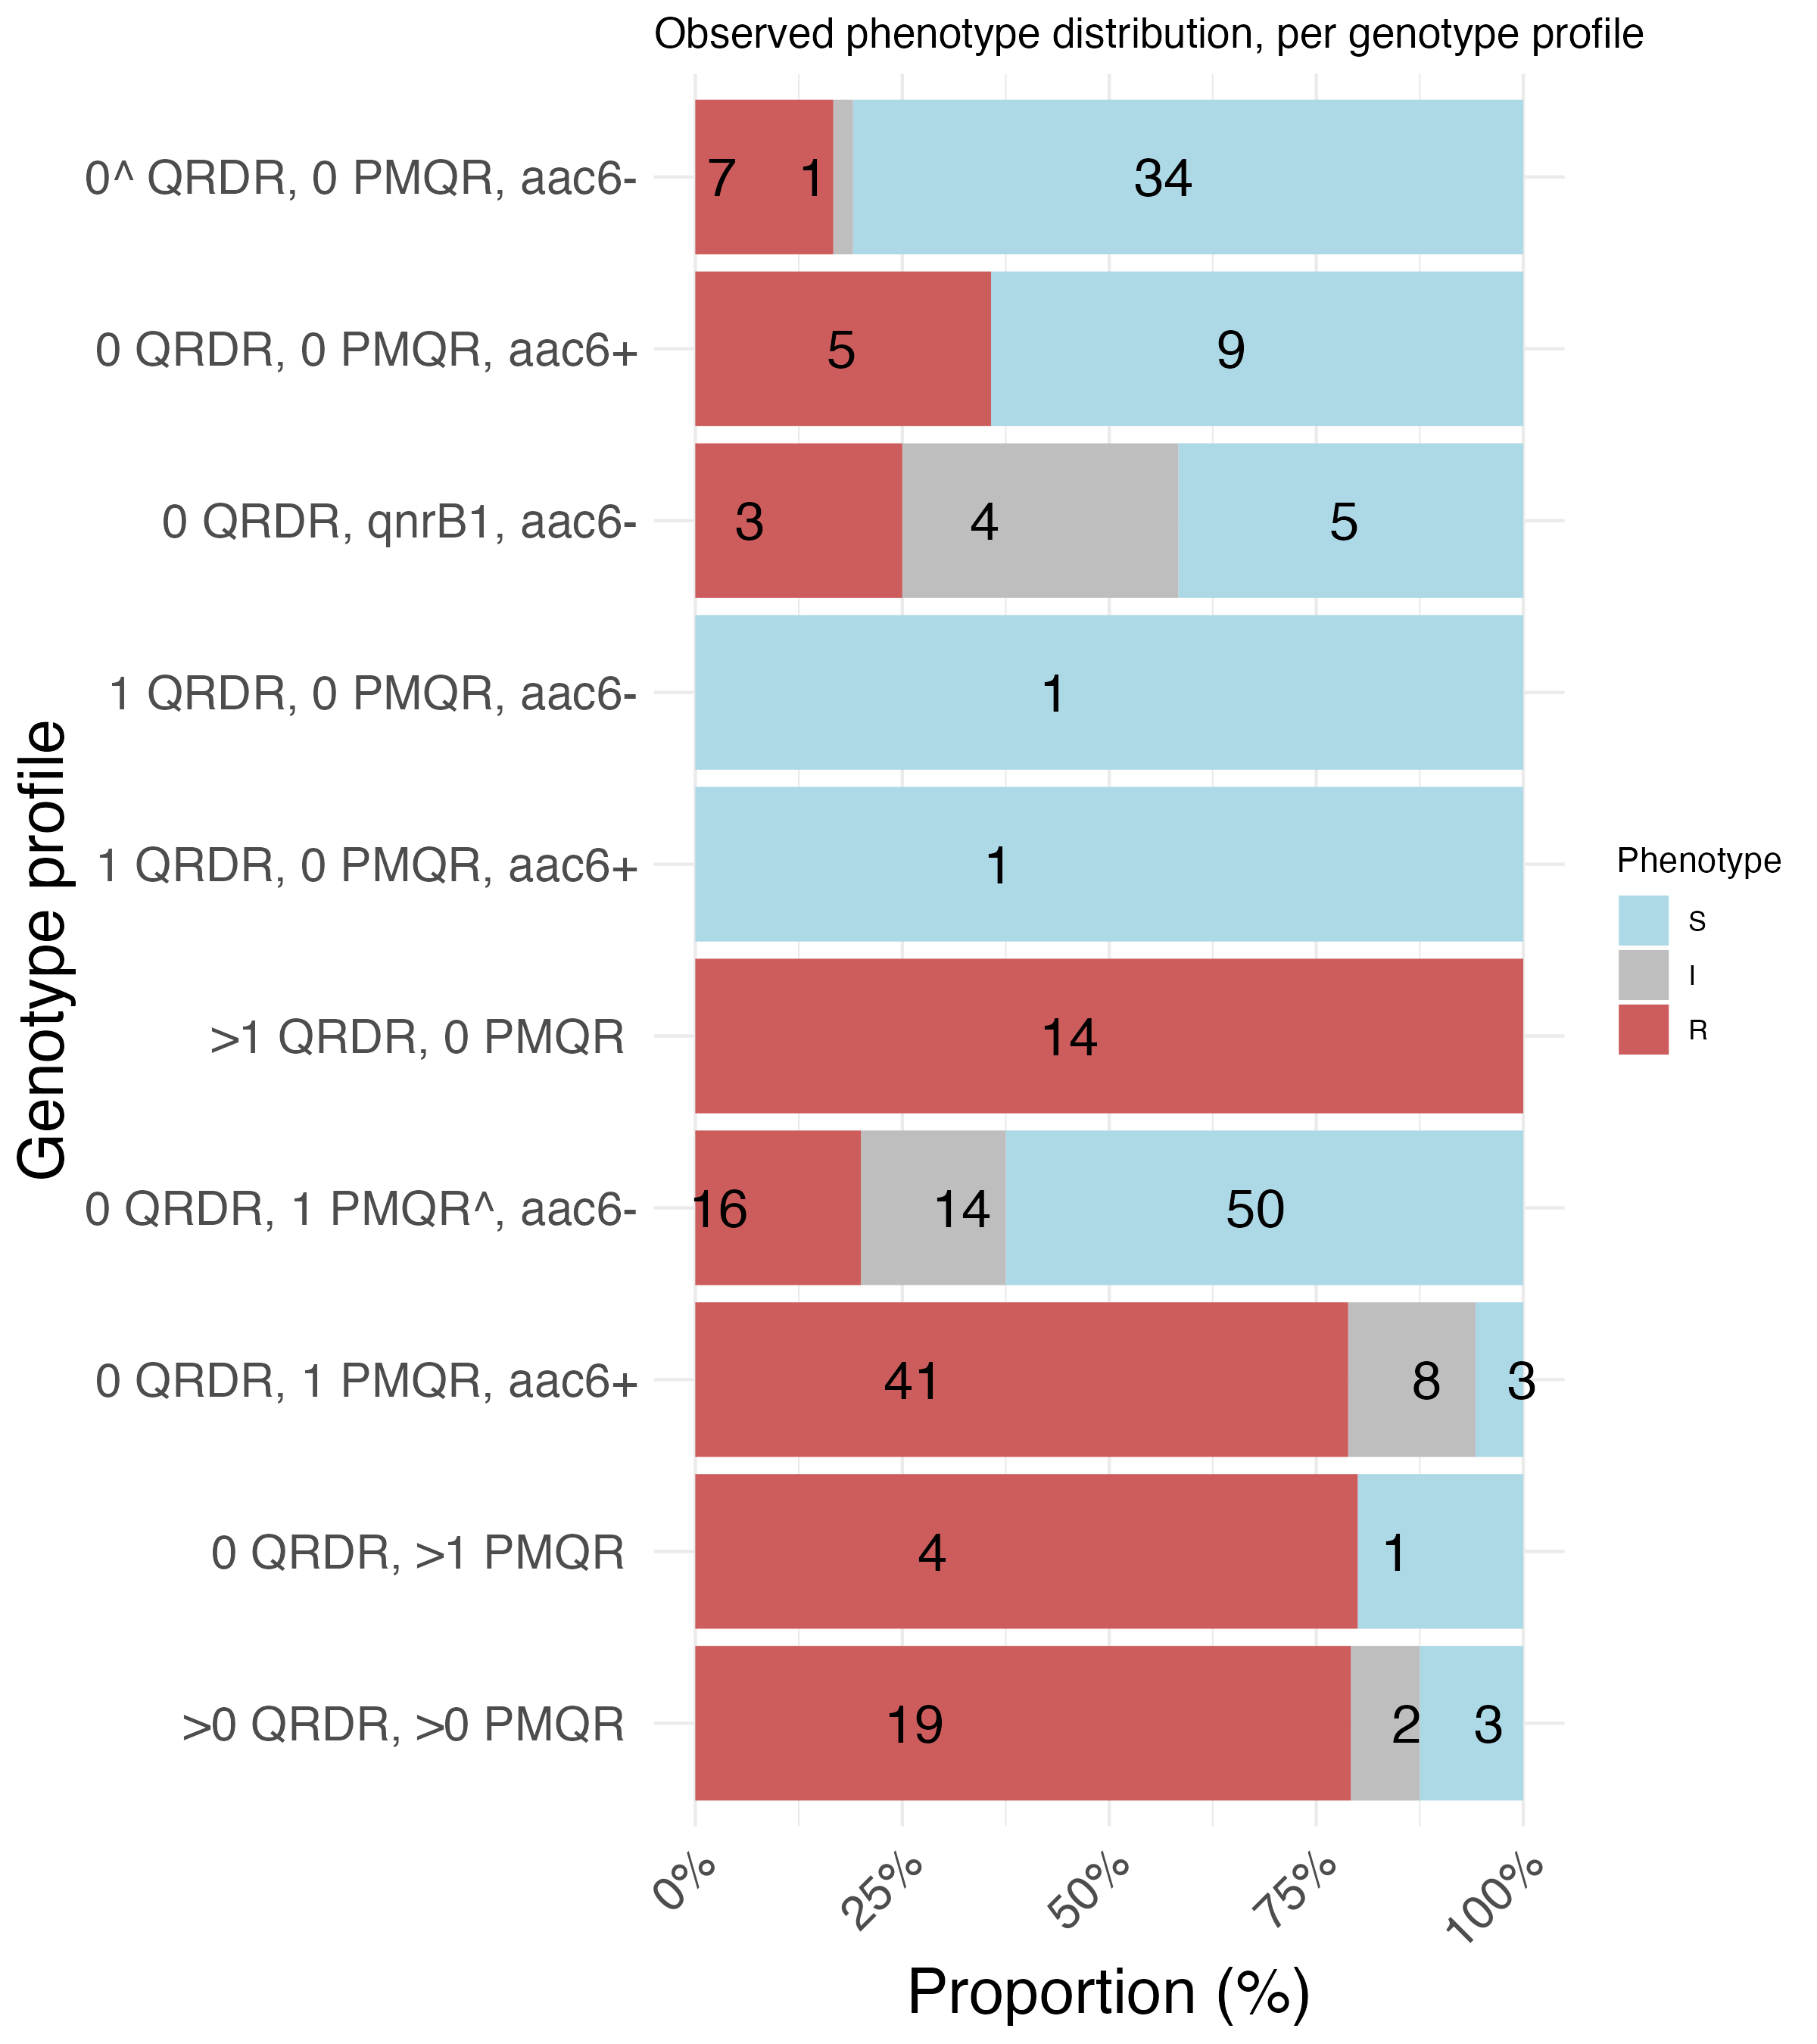 Observed phenotype distribution, per genotype profile
Genotype profile
0^ QRDR, 0 PMQR, aac6- 7 1 34
0 QRDR, 0 PMQR, aac6+ 5 9
0 QRDR, qnrB1, aac6- 3 4 5
1 QRDR, 0 PMQR, aac6- 1
1 QRDR, 0 PMQR, aac6+ 1
>1 QRDR, 0 PMQR 14
0 QRDR, 1 PMQR^, aac6- 16 14 50
0 QRDR, 1 PMQR, aac6+ 41 8 3
0 QRDR, >1 PMQR 4 1
>0 QRDR, >0 PMQR 19 2 3
0% 25% 50% 75% 100%
Proportion (%)
Phenotype
S
I
R